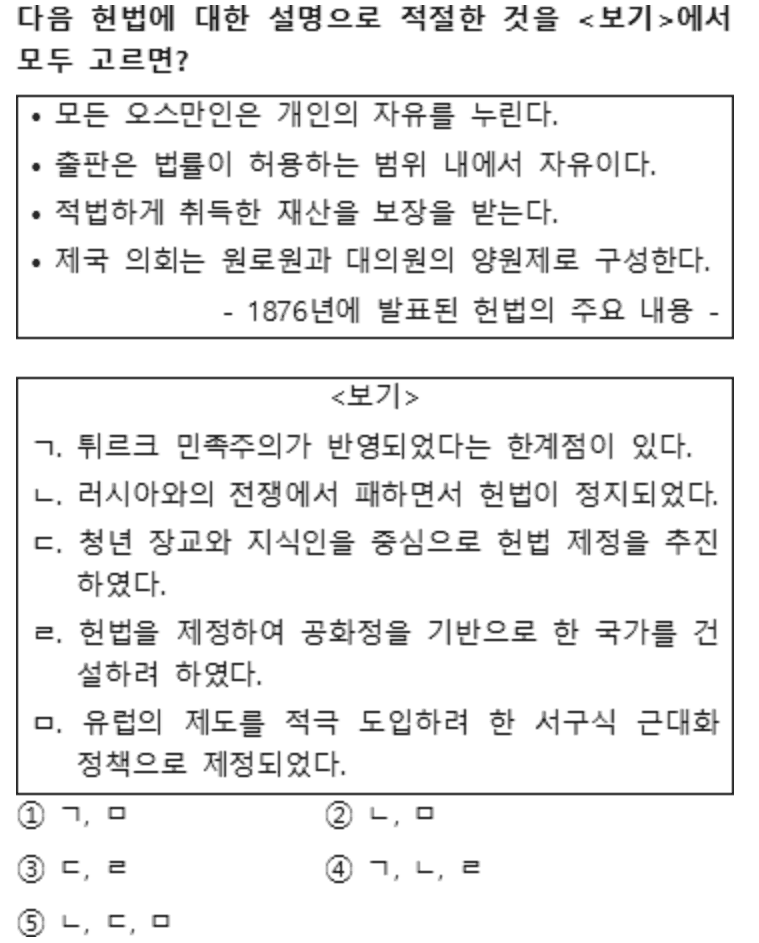 다음 헌법에 대한 설명으로 적절한 것을 <보기>에서
모두 고르면?
• 모든 오스만인은 개인의 자유를 누린다.
• 출판은 법률이 허용하는 범위 내에서 자유이다.
• 적법하게 취득한 재산을 보장을 받는다.
• 제국 의회는 원로원과 대의원의 양원제로 구성한다.
- 1876년에 발표된 헌법의 주요 내용 -
<보기>
ㄱ. 튀르크 민족주의가 반영되었다는 한계점이 있다.
ㄴ. 러시아와의 전쟁에서 패하면서 헌법이 정지되었다.
ㄷ. 청년 장교와 지식인을 중심으로 헌법 제정을 추진
하였다.
ㄹ. 헌법을 제정하여 공화정을 기반으로 한 국가를 건
설하려 하였다.
ㅁ. 유럽의 제도를 적극 도입하려 한 서구식 근대화
정책으로 제정되었다.
① ㄱ, ㅁ ② ㄴ, ㅁ
③ ㄷ, ㄹ ④ ㄱ, ㄴ, ㄹ
⑤ ㄴ, ㄷ, ㅁ